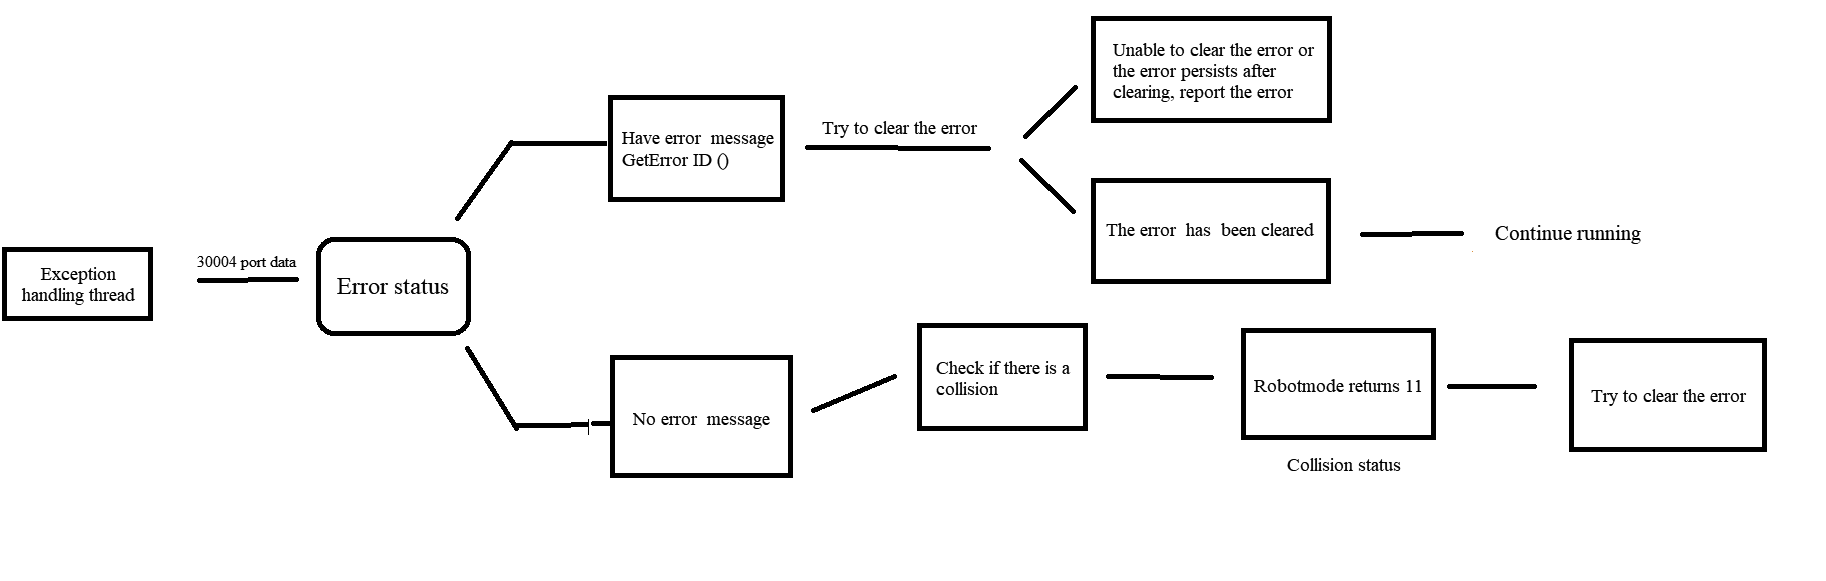 Exception
handling thread
30004 port data
Error status
Have error  message
GetError ID ()
Try to clear the error
Unable to clear the error or
the error persists after
clearing, report the error
The error  has  been cleared
Continue running
No error  message
Check if there is a
collision
Robotmode returns 11
Collision status
Try to clear the error